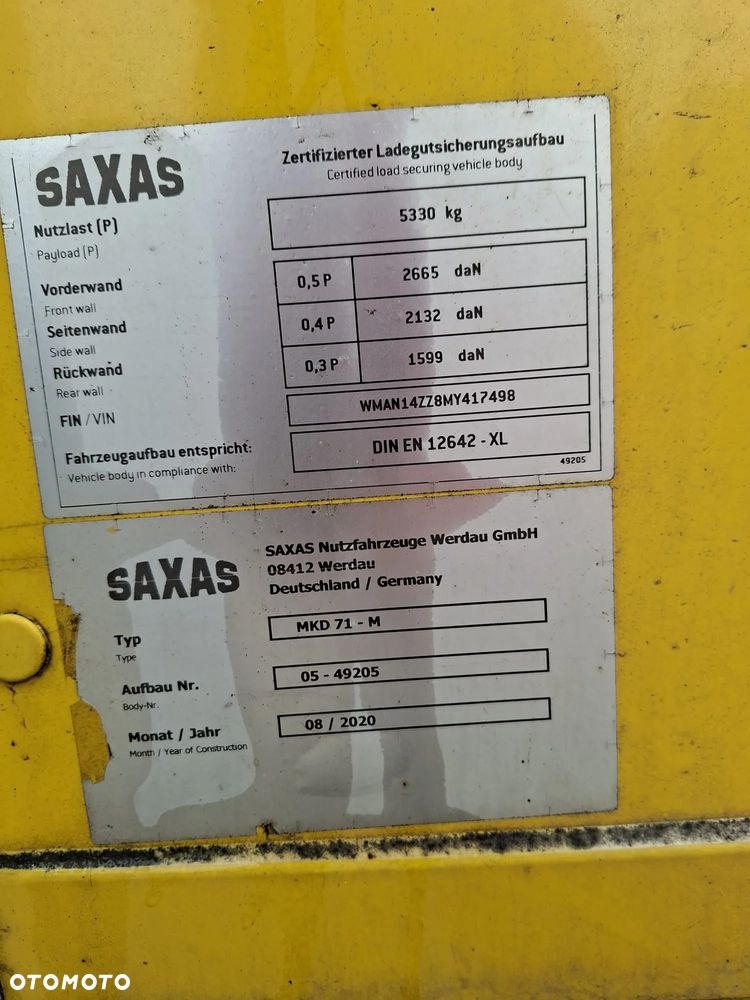 SAXAS
Zertifizierter Ladegutsicherungsaufbau
Certified load securing vehicle body
Nutzlast (P)
Payload (P)
5330 kg
Vorderwand
Front wall
0,5 P 2665 daN
Seitenwand
Side wall
0,4 P 2132 daN
Rückwand
Rear wall
0,3 P 1599 daN
FIN / VIN
WMAN14ZZ8MY417498
Fahrzeugaufbau entspricht:
Vehicle body in compliance with:
DIN EN 12642 - XL
49205
SAXAS
SAXAS Nutzfahrzeuge Werdau GmbH
08412 Werdau
Deutschland / Germany
Typ
Type
MKD 71 - M
Aufbau Nr.
Body-Nr.
05 - 49205
Monat / Jahr
Month / Year of Construction
08 / 2020
OTOMOTO